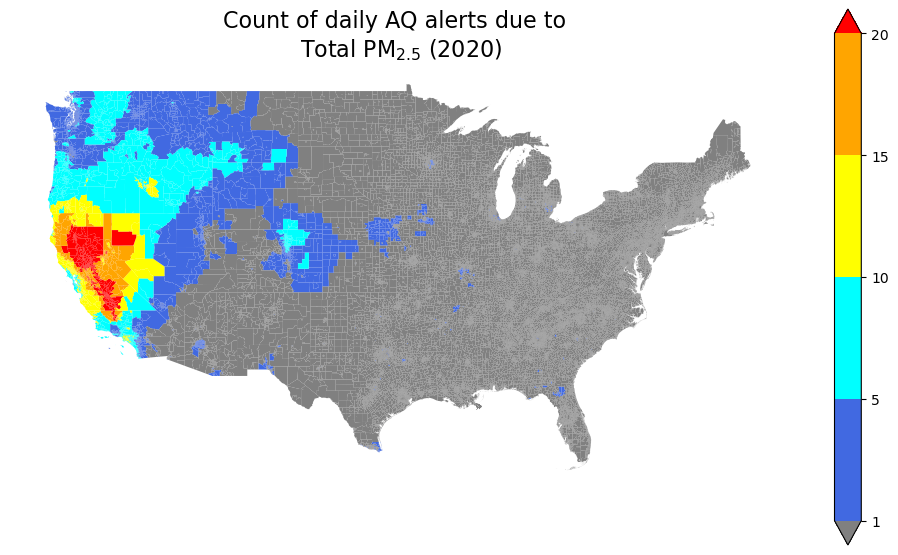 Count of daily AQ alerts due to
Total PM₂.₅ (2020)
20
15
10
5
1